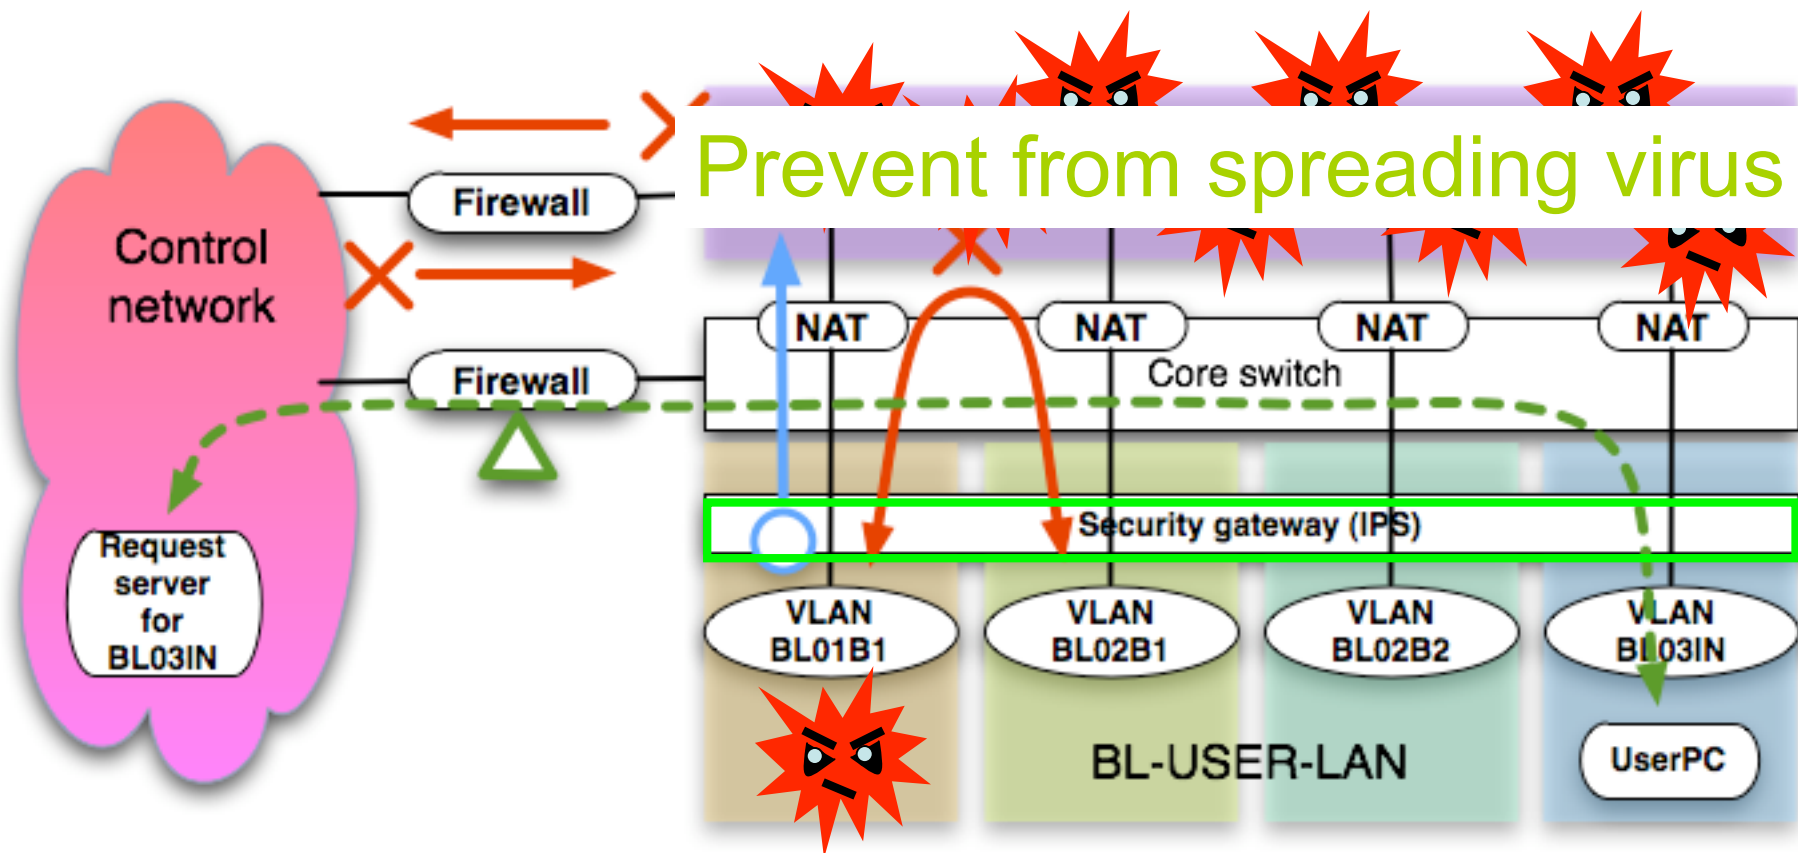 Prevent from spreading virus
Firewall
Control
network
NAT
NAT
NAT
NAT
Core switch
Firewall
Security gateway (IPS)
Request
server
for
BL03IN
VLAN
BL01B1
VLAN
BL02B1
VLAN
BL02B2
VLAN
BL03IN
BL-USER-LAN
UserPC